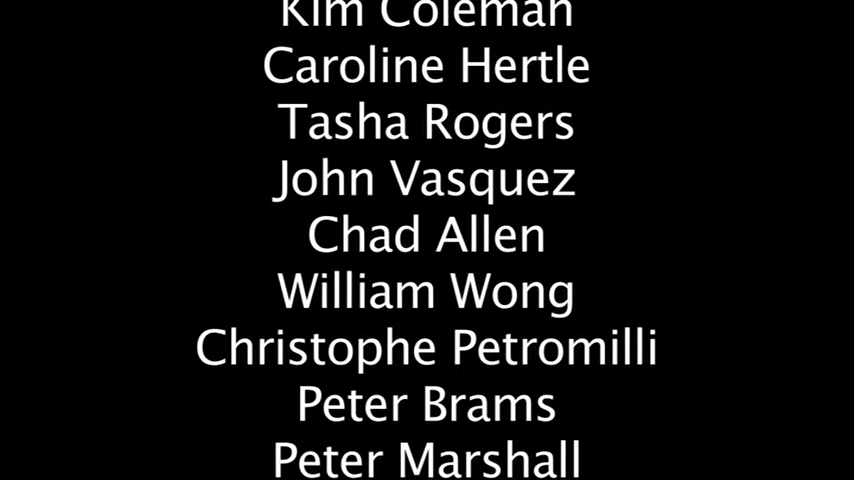 Kim Coleman
Caroline Hertle
Tasha Rogers
John Vasquez
Chad Allen
William Wong
Christophe Petromilli
Peter Brams
Peter Marshall